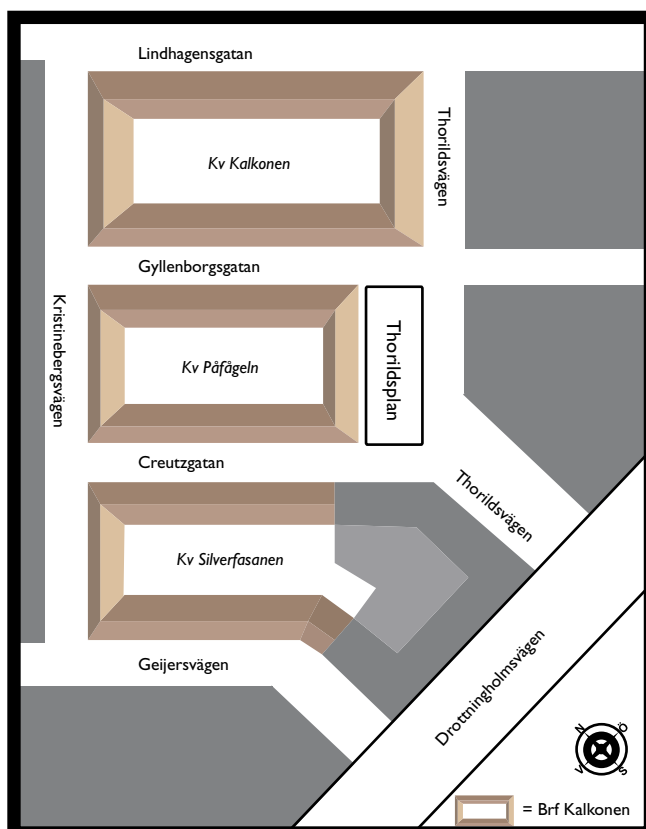 Lindhagensgatan
Thorildsvägen
Kv Kalkonen
Gyllenborgsgatan
Kristinebergsvägen
Kv Påfågeln
Thorildsplan
Creutzgatan
Thorildsvägen
Kv Silverfasanen
Geijersvägen
Drottningholmsvägen
N
Ö
V
S
= Brf Kalkonen